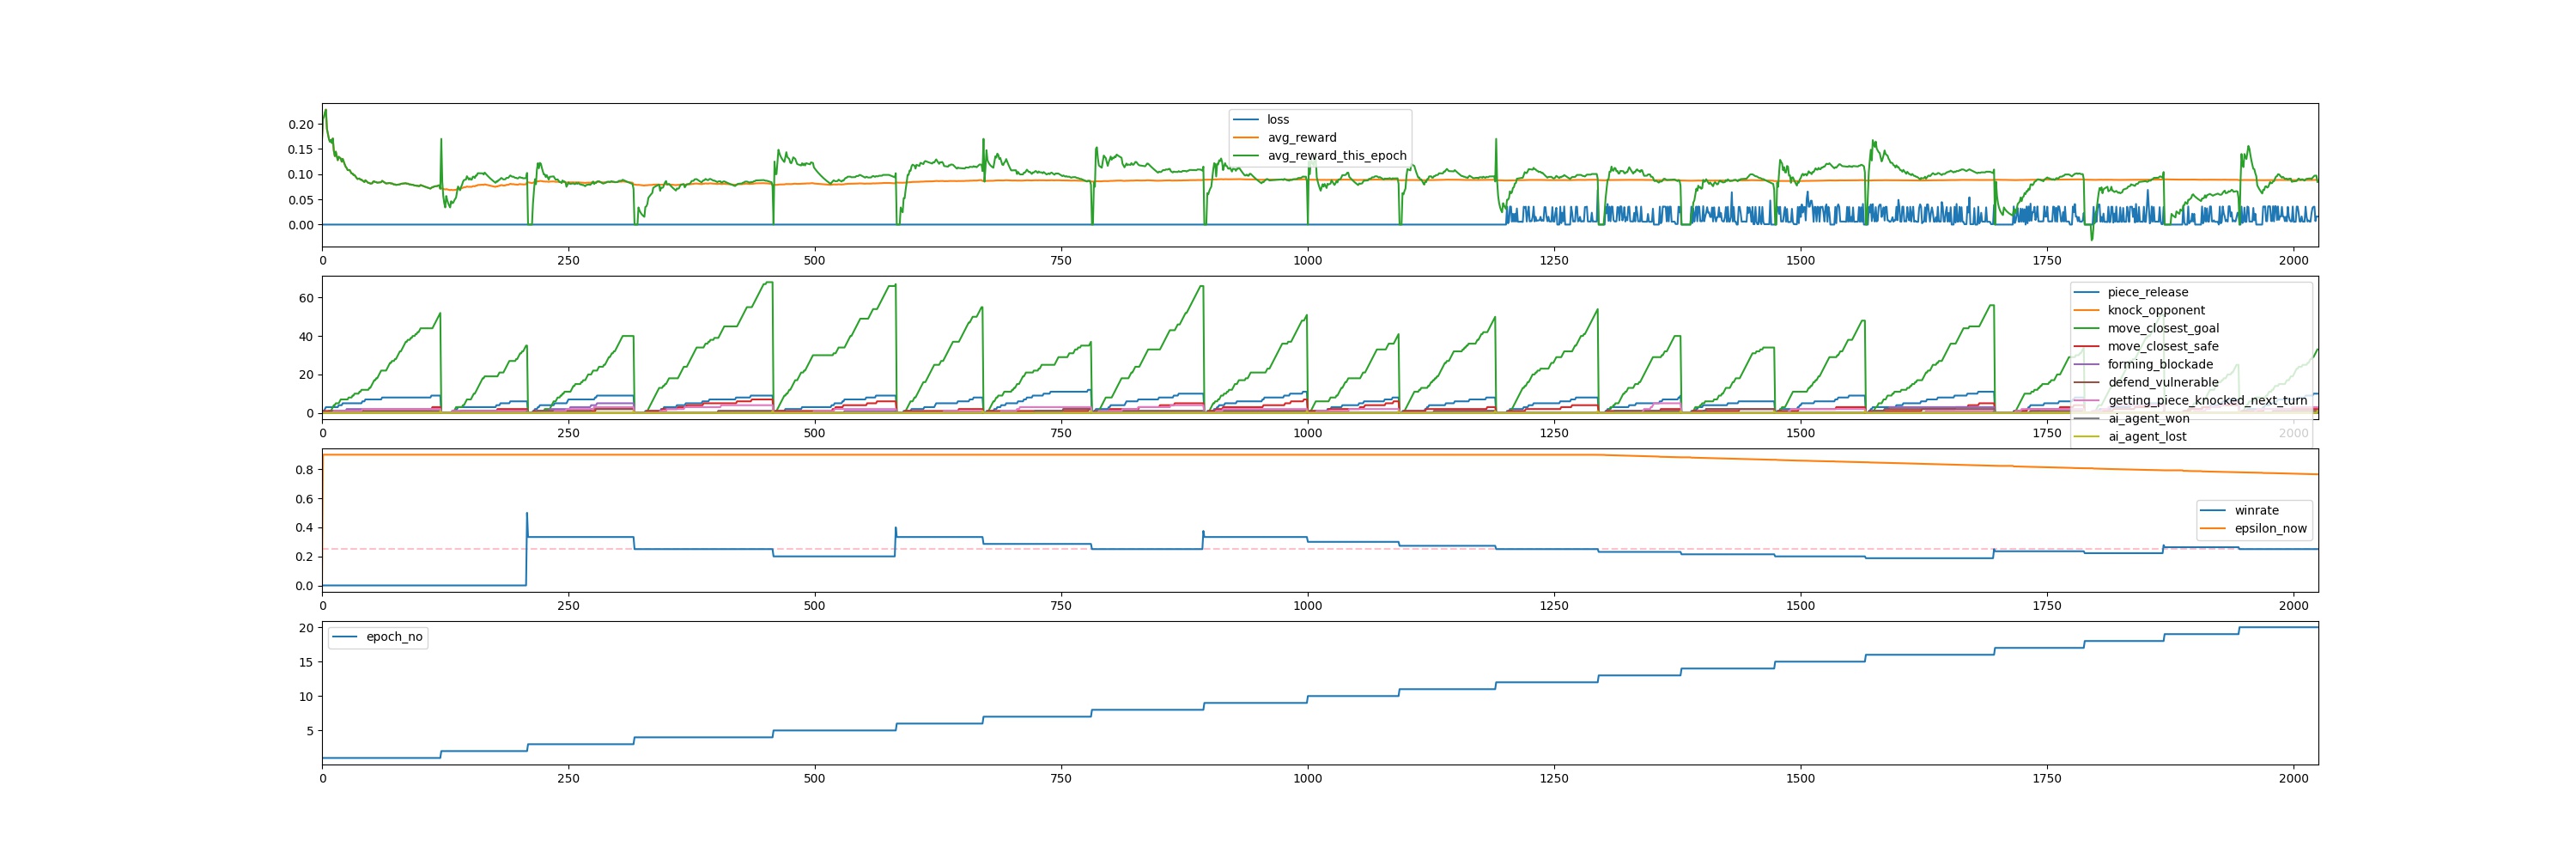 0.20
0.15
0.10
0.05
0.00
loss
avg_reward
avg_reward_this_epoch
0 250 500 750 1000 1250 1500 1750 2000
60
40
20
0
piece_release
knock_opponent
move_closest_goal
move_closest_safe
forming_blockade
defend_vulnerable
getting_piece_knocked_next_turn
ai_agent_won
ai_agent_lost
0 250 500 750 1000 1250 1500 1750 2000
0.8
0.6
0.4
0.2
0.0
winrate
epsilon_now
0 250 500 750 1000 1250 1500 1750 2000
20
15
10
5
epoch_no
0 250 500 750 1000 1250 1500 1750 2000